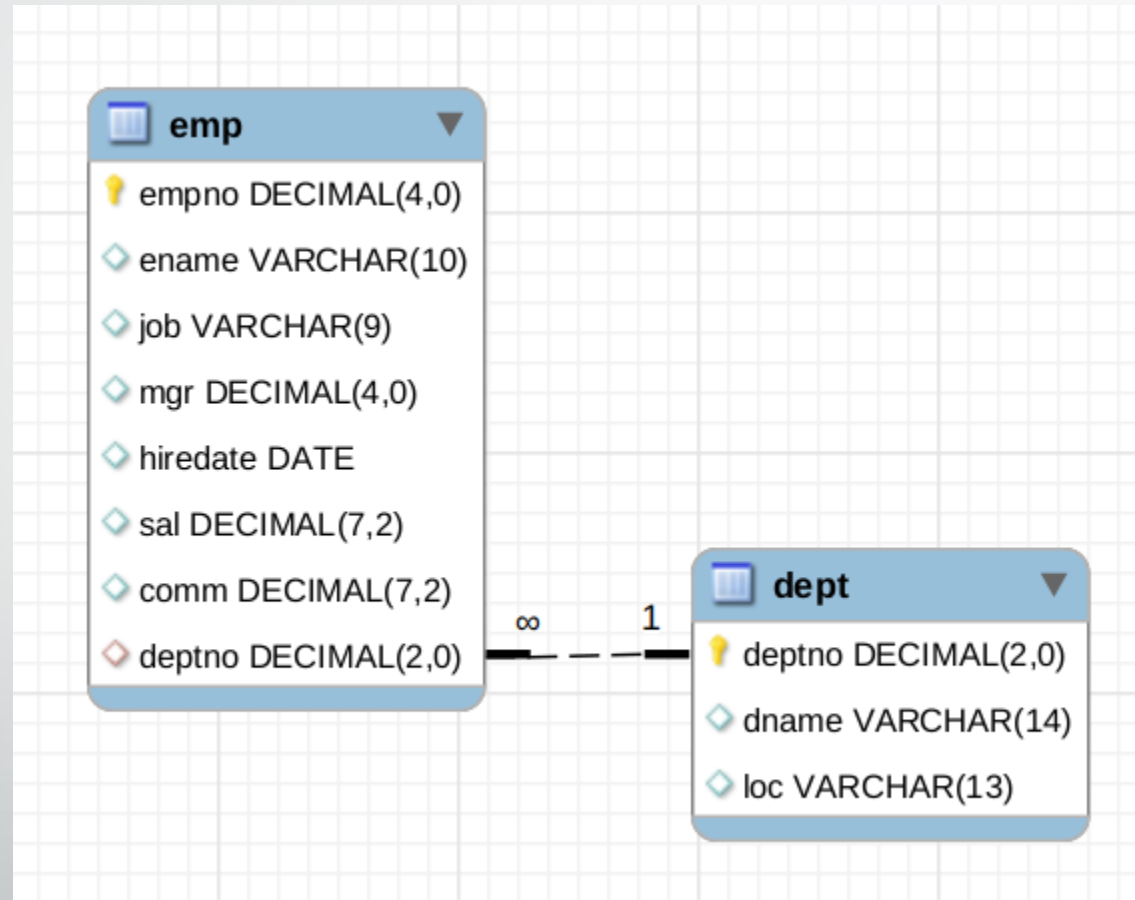 emp
empno DECIMAL(4,0)
ename VARCHAR(10)
job VARCHAR(9)
mgr DECIMAL(4,0)
hiredate DATE
sal DECIMAL(7,2)
comm DECIMAL(7,2)
deptno DECIMAL(2,0)
∞ 1
dept
deptno DECIMAL(2,0)
dname VARCHAR(14)
loc VARCHAR(13)